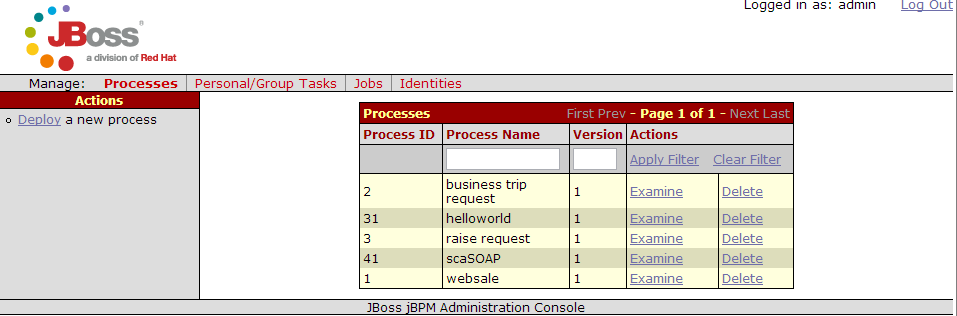 Logged in as: admin Log Out
JBoss®
a division of Red Hat
Manage: Processes Personal/Group Tasks Jobs Identities
Actions
Deploy a new process
Processes First Prev - Page 1 of 1 - Next Last
Process ID Process Name Version Actions
Apply Filter Clear Filter
2 business trip request 1 Examine Delete
31 helloworld 1 Examine Delete
3 raise request 1 Examine Delete
41 scaSOAP 1 Examine Delete
1 websale 1 Examine Delete
JBoss jBPM Administration Console